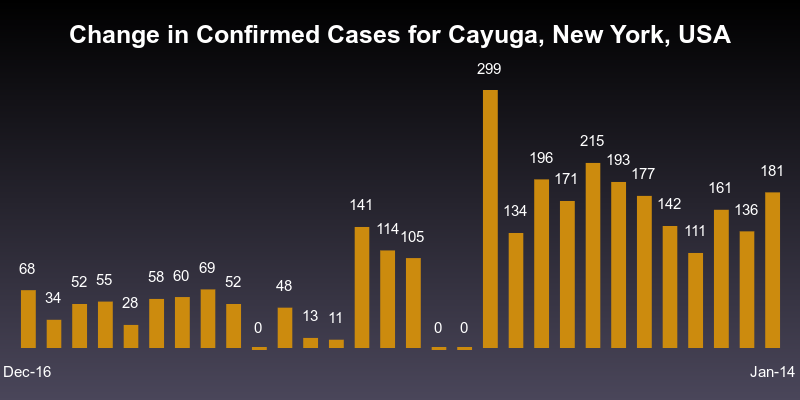 Change in Confirmed Cases for Cayuga, New York, USA
68 34 52 55 28 58 60 69 52 0 48 13 11 141 114 105 0 0 299 134 196 171 215 193 177 142 111 161 136 181
Dec-16 Jan-14